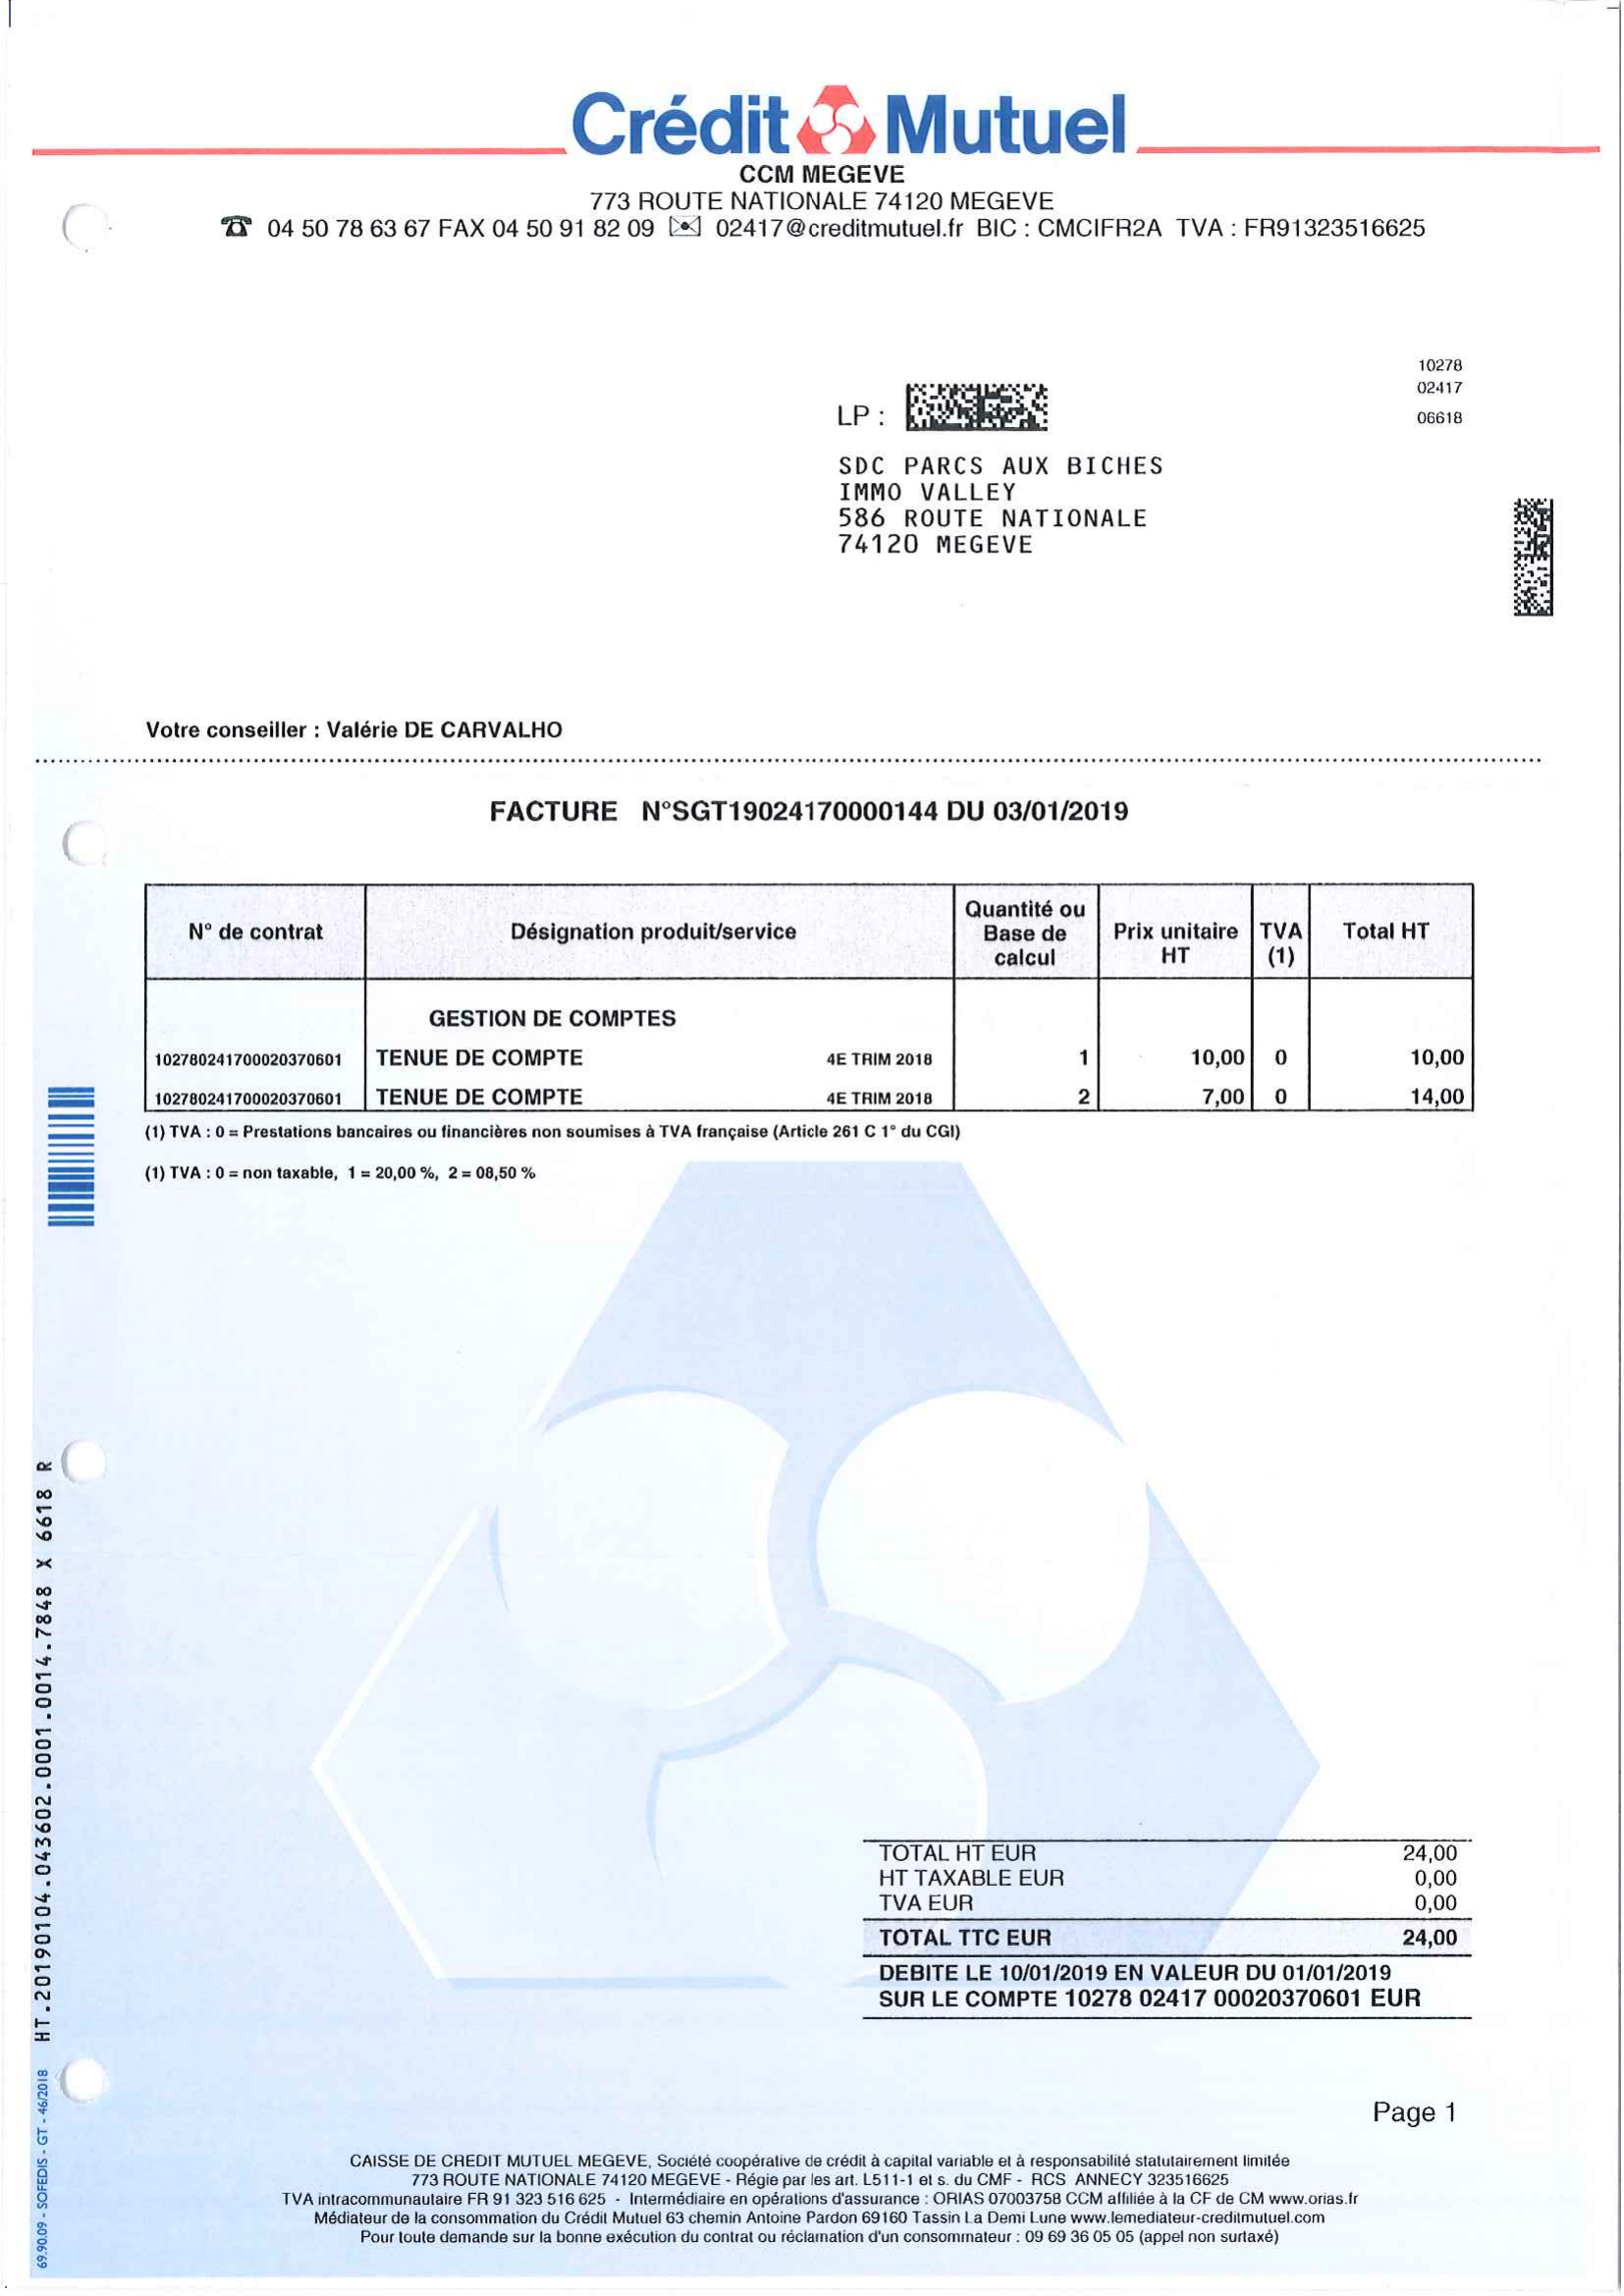 Crédit Mutuel
CCM MEGEVE
773 ROUTE NATIONALE 74120 MEGEVE
04 50 78 63 67 FAX 04 50 91 82 09 02417@creditmutuel.fr BIC : CMCIFR2A TVA : FR91323516625
10278
02417
06618
LP :
SDC PARCS AUX BICHES
IMMO VALLEY
586 ROUTE NATIONALE
74120 MEGEVE
Votre conseiller : Valérie DE CARVALHO
FACTURE N°SGT19024170000144 DU 03/01/2019
N° de contrat Désignation produit/service Quantité ou Base de calcul Prix unitaire HT TVA (1) Total HT
GESTION DE COMPTES
102780241700020370601 TENUE DE COMPTE 4E TRIM 2018 1 10,00 0 10,00
102780241700020370601 TENUE DE COMPTE 4E TRIM 2018 2 7,00 0 14,00
(1) TVA : 0 = Prestations bancaires ou financières non soumises à TVA française (Article 261 C 1° du CGI)
(1) TVA : 0 = non taxable, 1 = 20,00 %, 2 = 08,50 %
TOTAL HT EUR 24,00
HT TAXABLE EUR 0,00
TVA EUR 0,00
TOTAL TTC EUR 24,00
DEBITE LE 10/01/2019 EN VALEUR DU 01/01/2019
SUR LE COMPTE 10278 02417 00020370601 EUR
HT.20190104.043602.0001.0014.7848 X 6618 R
69.90.09 - SOFEDIS - GT - 46/2018
Page 1
CAISSE DE CREDIT MUTUEL MEGEVE, Société coopérative de crédit à capital variable et à responsabilité statutairement limitée
773 ROUTE NATIONALE 74120 MEGEVE - Régie par les art. L511-1 et s. du CMF - RCS ANNECY 323516625
TVA intracommunautaire FR 91 323 516 625 - Intermédiaire en opérations d'assurance : ORIAS 07003758 CCM affiliée à la CF de CM www.orias.fr
Médiateur de la consommation du Crédit Mutuel 63 chemin Antoine Pardon 69160 Tassin La Demi Lune www.lemediateur-creditmutuel.com
Pour toute demande sur la bonne exécution du contrat ou réclamation d'un consommateur : 09 69 36 05 05 (appel non surtaxé)